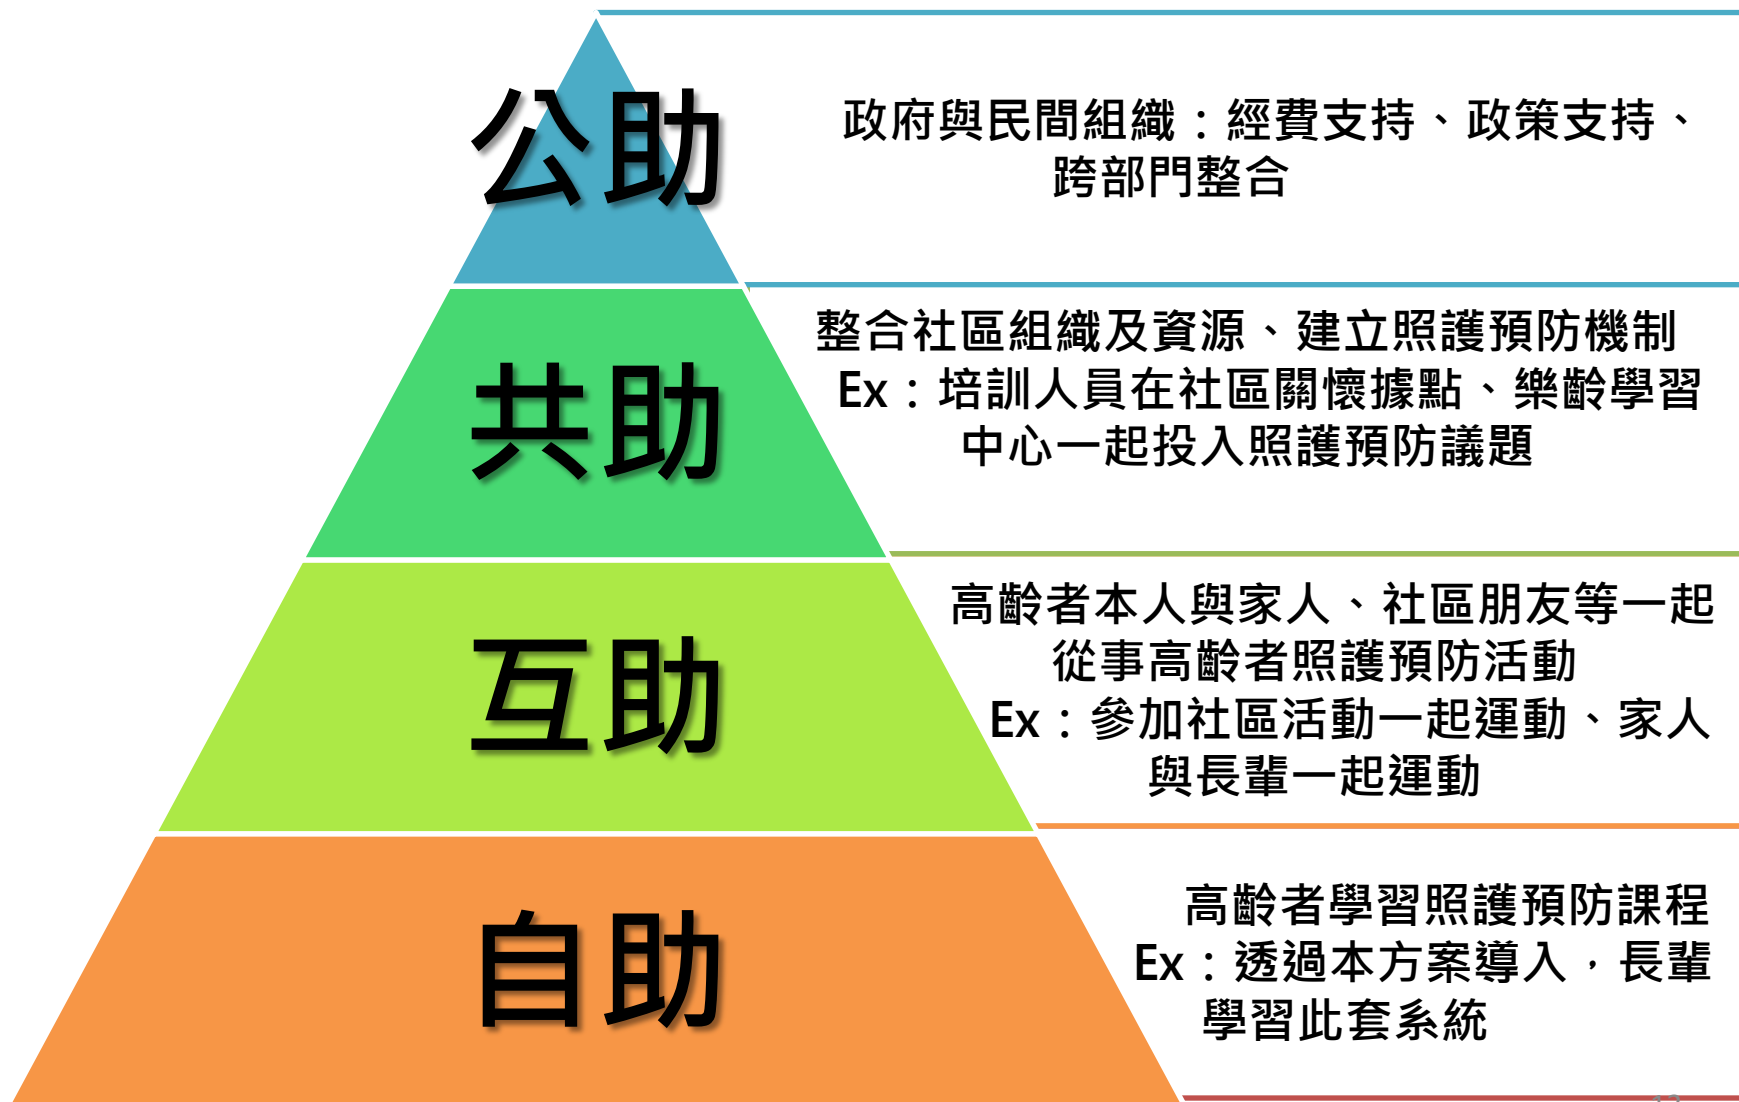 公助
政府與民間組織：經費支持、政策支持、
跨部門整合
共助
整合社區組織及資源、建立照護預防機制
Ex：培訓人員在社區關懷據點、樂齡學習
中心一起投入照護預防議題
互助
高齡者本人與家人、社區朋友等一起
從事高齡者照護預防活動
Ex：參加社區活動一起運動、家人
與長輩一起運動
自助
高齡者學習照護預防課程
Ex：透過本方案導入，長輩
學習此套系統